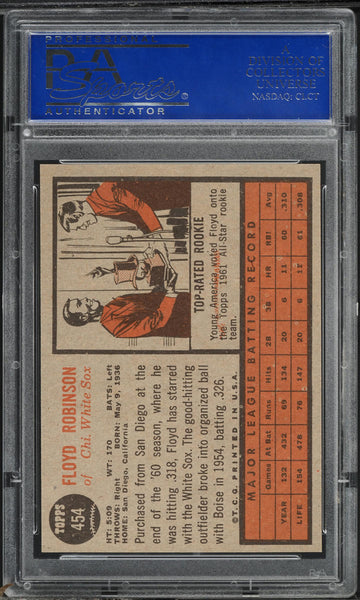 PROFESSIONAL
PSA
Sports
®
AUTHENTICATOR
A
DIVISION OF
COLLECTORS
UNIVERSE
NASDAQ: CLCT
TOPPS
454
FLOYD ROBINSON
of Chi. White Sox
HT: 5:09 WT: 170 BATS: Left
THROWS: Right BORN: May 9, 1936
HOME: San Diego, California
Purchased from San Diego at the
end of the '60 season, where he
was hitting .318, Floyd has starred
with the White Sox. The good-hitting
outfielder broke into organized ball
with Boise in 1954, batting .326.
© T.C.G. PRINTED IN U.S.A.
TOP-RATED ROOKIE
Young America voted Floyd onto
the Topps 1961 All-Star rookie
team.
MAJOR LEAGUE BATTING RECORD
Games At Bat Runs Hits 2B 3B HR RBI Avg.
YEAR 132 432 69 134 20 7 11 60 .310
LIFE 154 478 76 147 20 8 11 61 .308
PSA